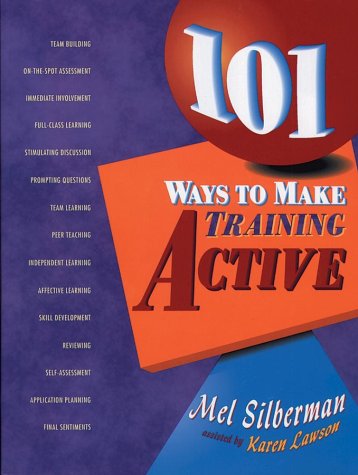 TEAM BUILDING
ON-THE-SPOT ASSESSMENT
IMMEDIATE INVOLVEMENT
FULL-CLASS LEARNING
STIMULATING DISCUSSION
PROMPTING QUESTIONS
TEAM LEARNING
PEER TEACHING
INDEPENDENT LEARNING
AFFECTIVE LEARNING
SKILL DEVELOPMENT
REVIEWING
SELF-ASSESSMENT
APPLICATION PLANNING
FINAL SENTIMENTS
101
WAYS TO MAKE
TRAINING
ACTIVE
Mel Silberman
assisted by Karen Lawson